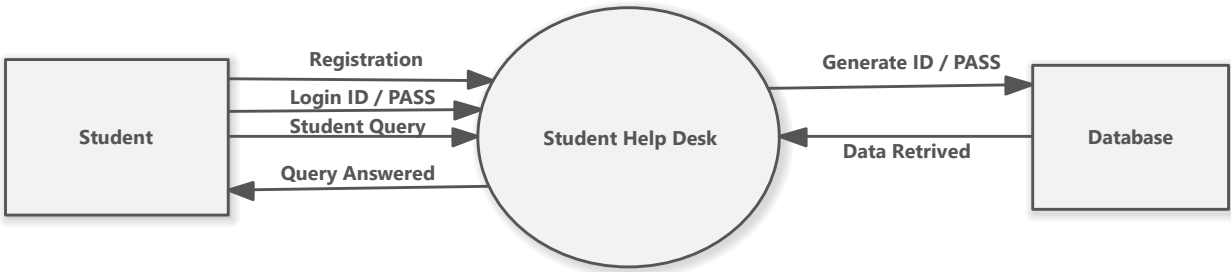 Registration
Login ID / PASS
Student Query
Query Answered
Student
Student Help Desk
Generate ID / PASS
Data Retrived
Database